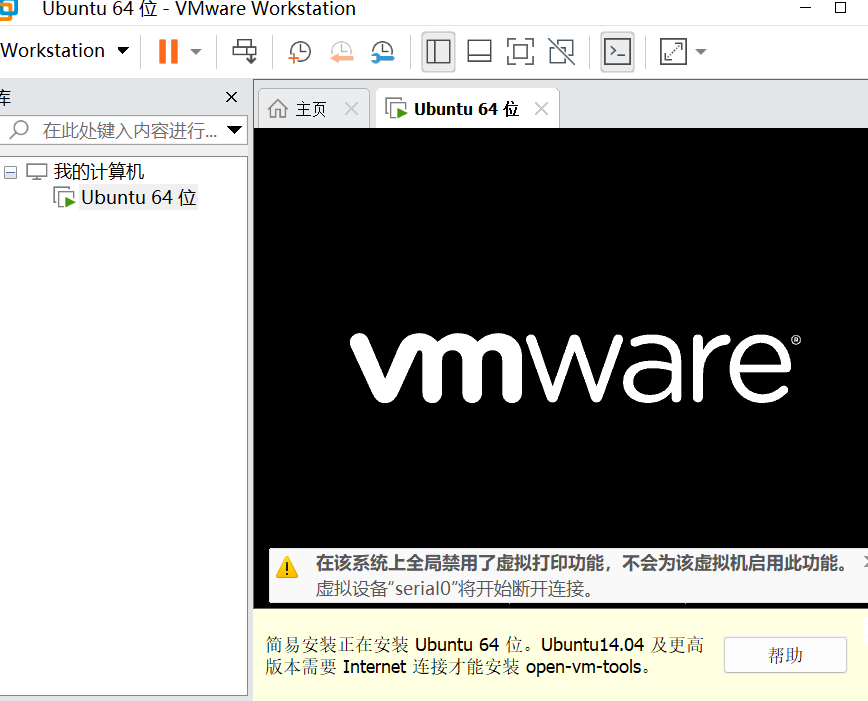 Ubuntu 64 位 - VMware Workstation
Workstation
库
主页
Ubuntu 64 位
在此处键入内容进行...
我的计算机
Ubuntu 64 位
vmware®
在该系统上全局禁用了虚拟打印功能，不会为该虚拟机启用此功能。
虚拟设备“serial0”将开始断开连接。
简易安装正在安装 Ubuntu 64 位。Ubuntu14.04 及更高
版本需要 Internet 连接才能安装 open-vm-tools。
帮助